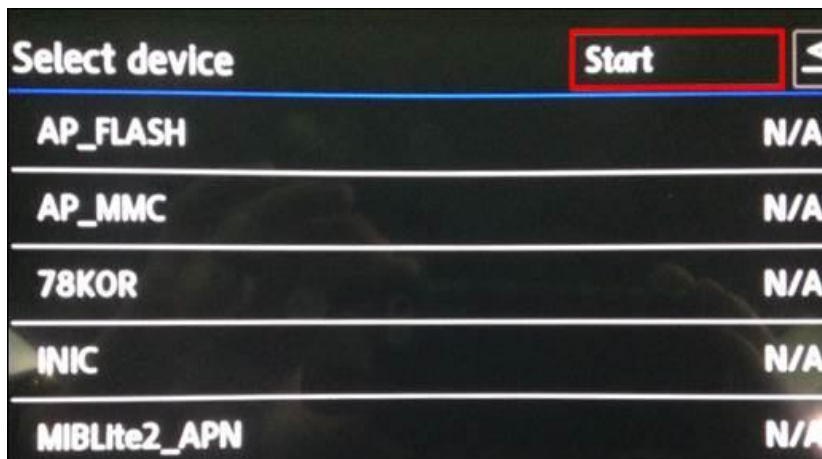 Select device Start
AP_FLASH N/A
AP_MMC N/A
78KOR N/A
INIC N/A
MIBLite2_APN N/A